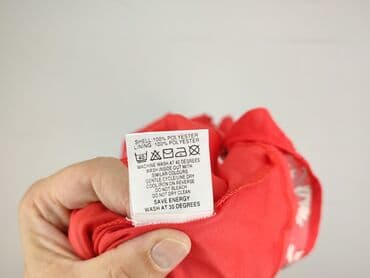 SHELL: 100% POLYESTER
LINING: 100% POLYESTER
MACHINE WASH AT 40 DEGREES
WASH INSIDE OUT WITH
SIMILAR COLOURS
GENTLE CYCLE LINE DRY
COOL IRON ON REVERSE
DO NOT BLEACH
DO NOT DRY CLEAN
SAVE ENERGY
WASH AT 30 DEGREES